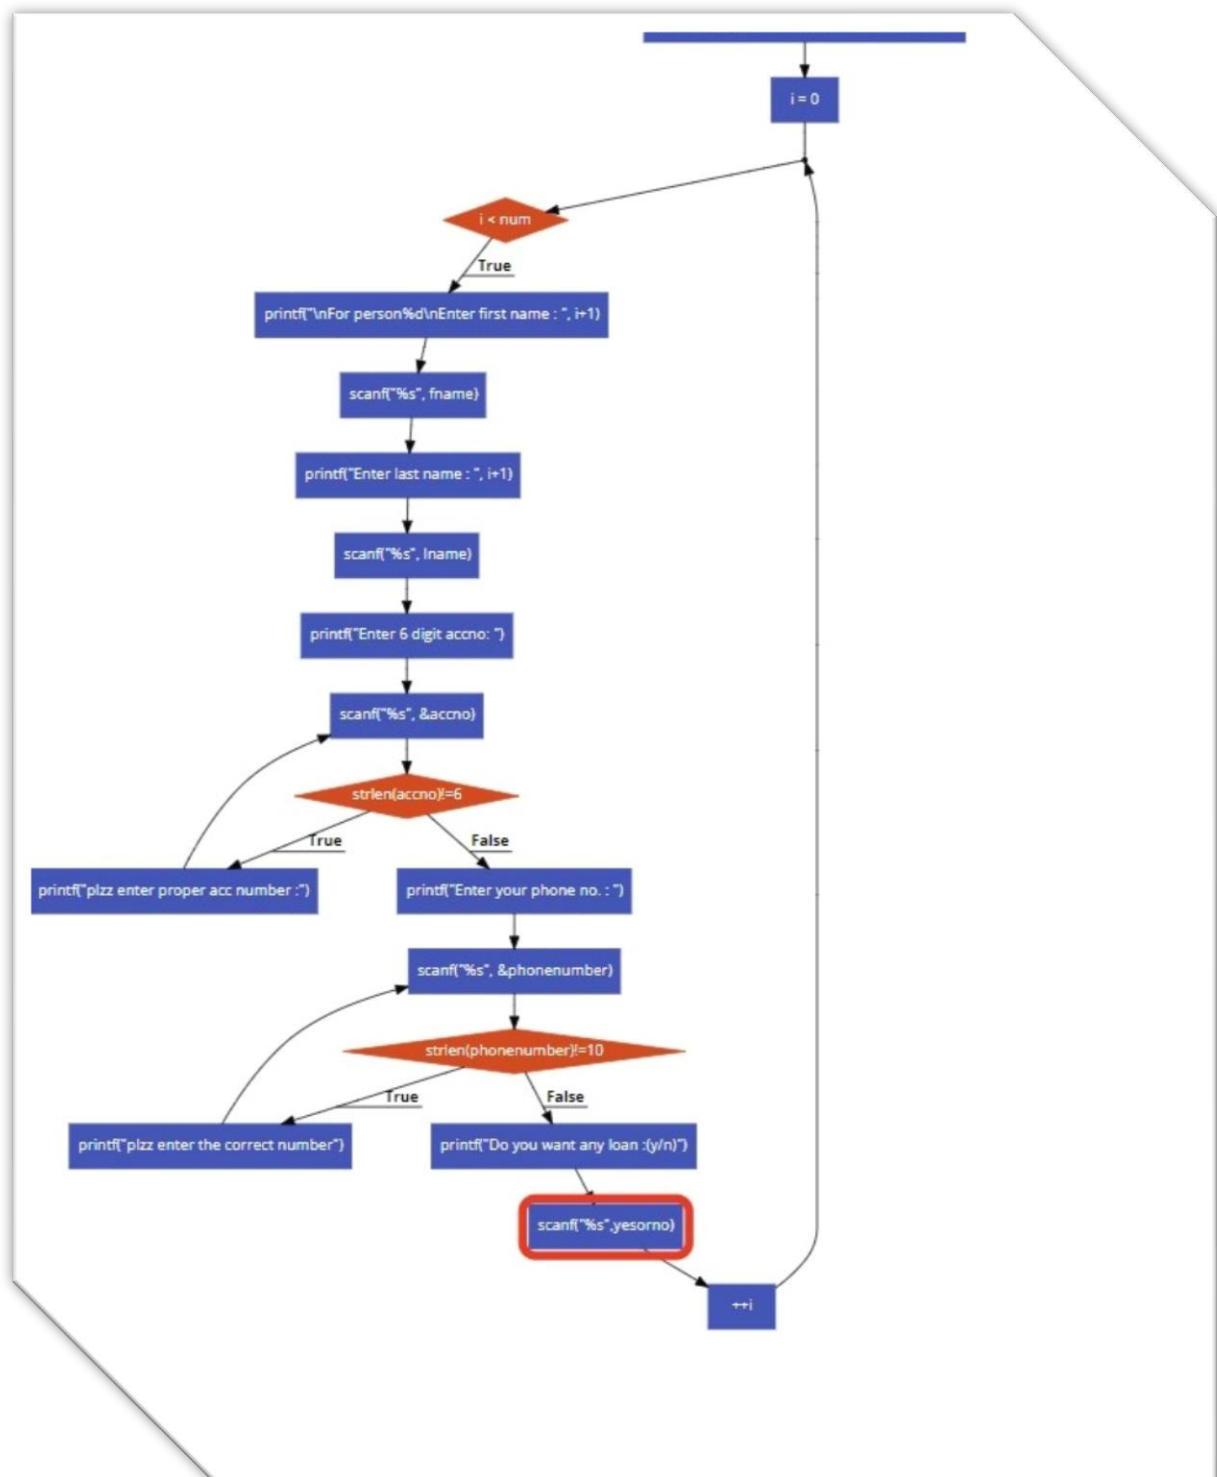 i = 0
i < num
True
printf("\nFor person%d\nEnter first name : ", i+1)
scanf("%s", fname)
printf("Enter last name : ", i+1)
scanf("%s", lname)
printf("Enter 6 digit accno: ")
scanf("%s", &accno)
strlen(accno)!=6
True
False
printf("plzz enter proper acc number :")
printf("Enter your phone no. : ")
scanf("%s", &phonenumber)
strlen(phonenumber)!=10
True
False
printf("plzz enter the correct number")
printf("Do you want any loan :(y/n)")
scanf("%s",yesorno)
++i